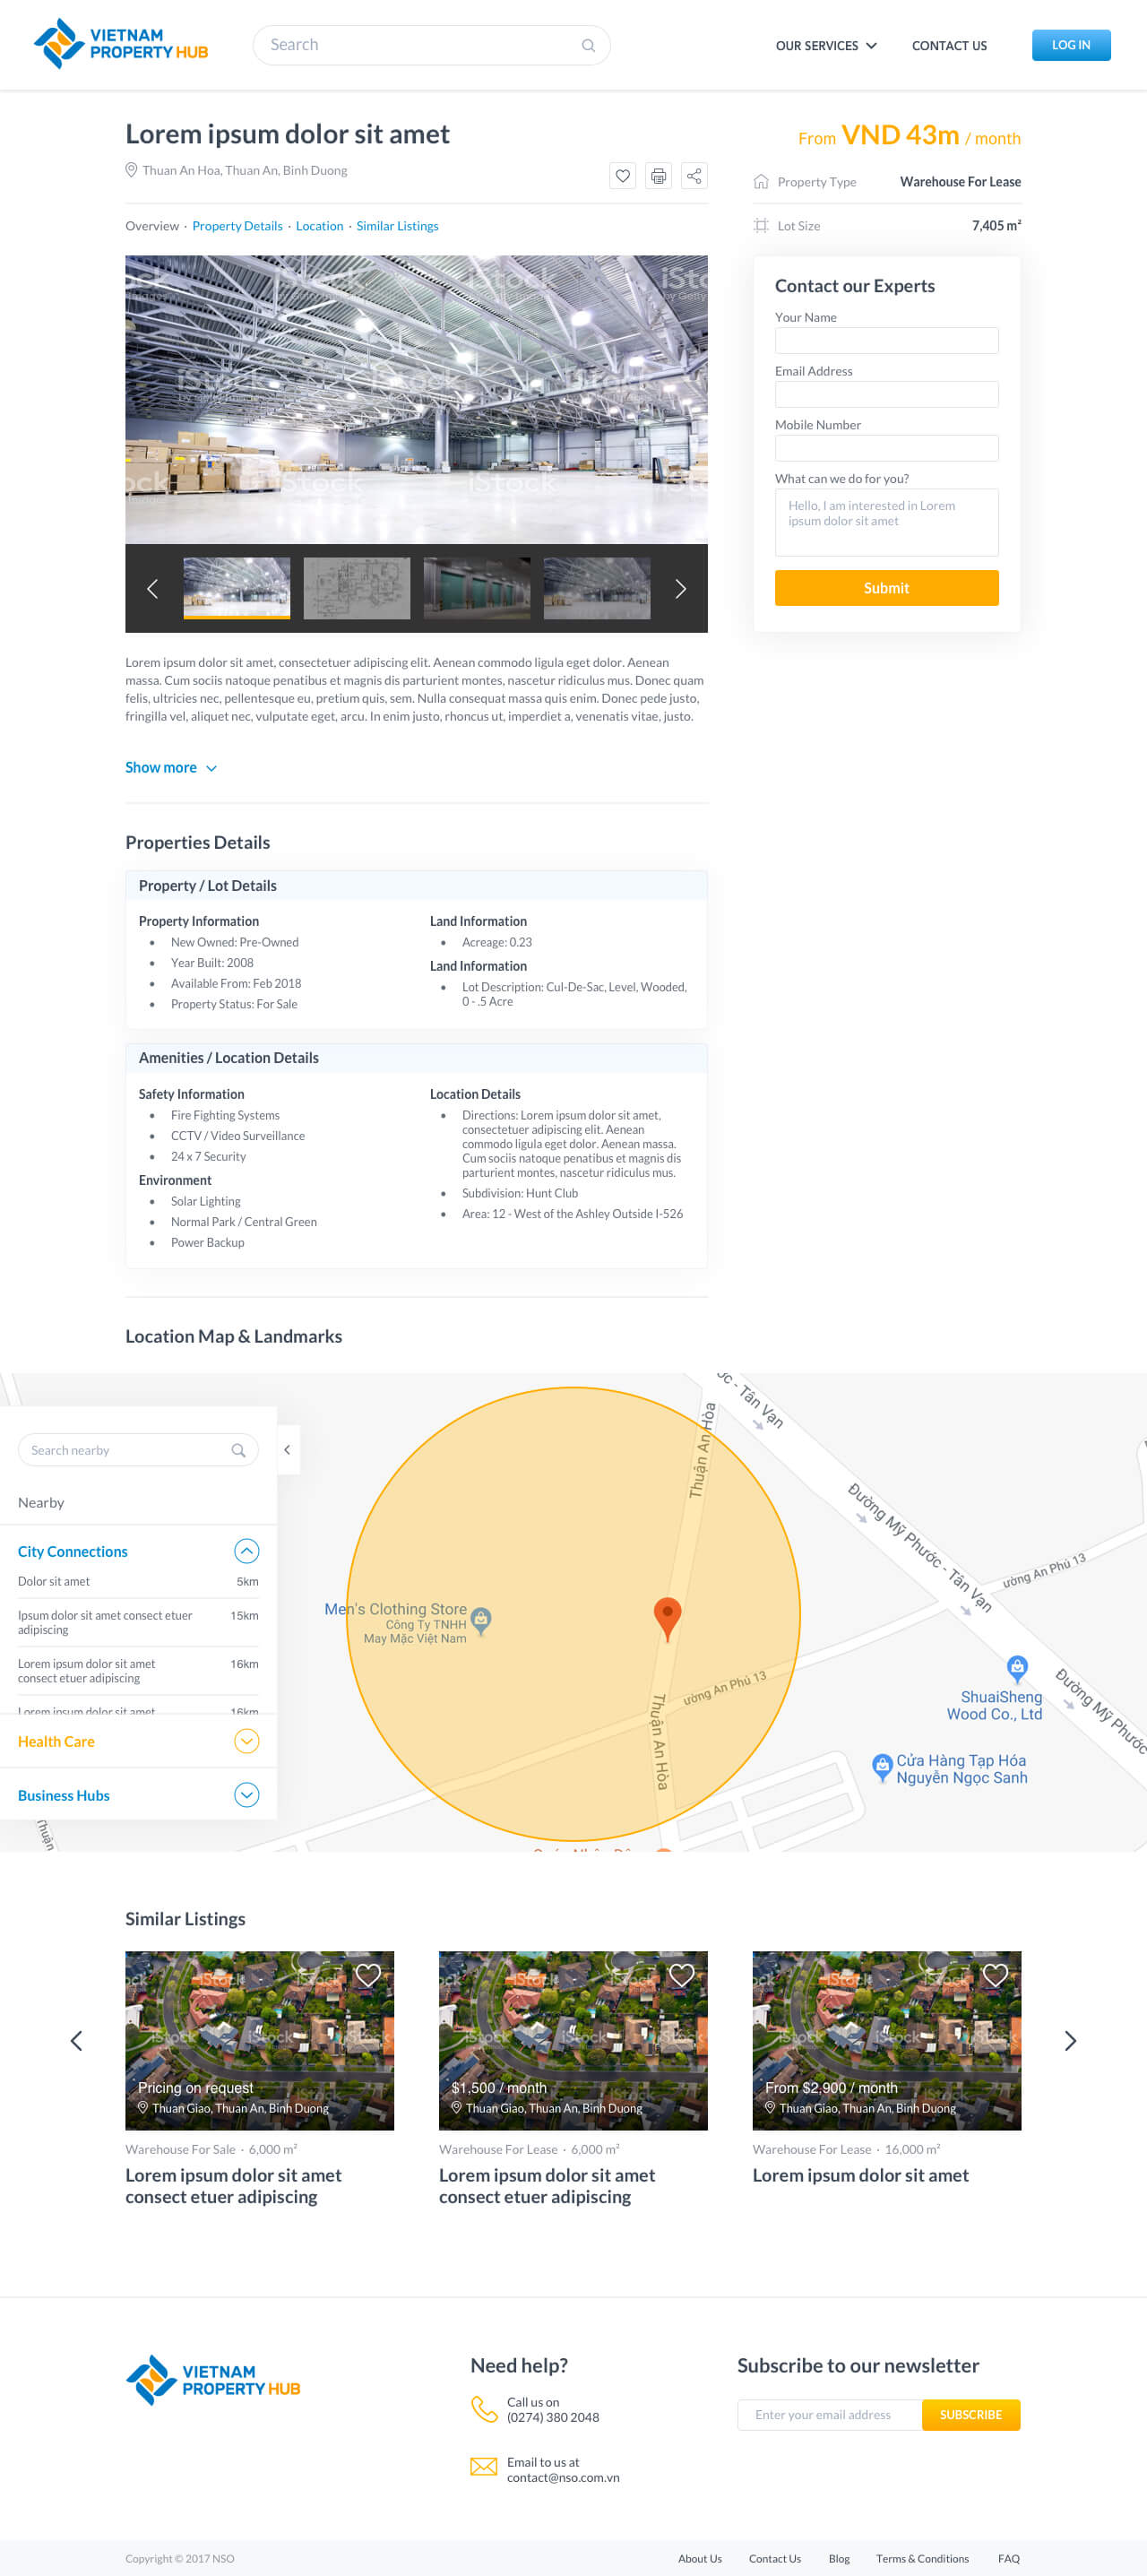 VIETNAM
PROPERTY HUB
Search
OUR SERVICES
CONTACT US
LOG IN
Lorem ipsum dolor sit amet
Thuan An Hoa, Thuan An, Binh Duong
From VND 43m / month
Property Type
Warehouse For Lease
Lot Size
7,405 m²
Overview · Property Details · Location · Similar Listings
iStock
iStock
iStock
iStock
Contact our Experts
Your Name
Email Address
Mobile Number
What can we do for you?
Hello, I am interested in Lorem
ipsum dolor sit amet
Submit
Lorem ipsum dolor sit amet, consectetuer adipiscing elit. Aenean commodo ligula eget dolor. Aenean
massa. Cum sociis natoque penatibus et magnis dis parturient montes, nascetur ridiculus mus. Donec quam
felis, ultricies nec, pellentesque eu, pretium quis, sem. Nulla consequat massa quis enim. Donec pede justo,
fringilla vel, aliquet nec, vulputate eget, arcu. In enim justo, rhoncus ut, imperdiet a, venenatis vitae, justo.
Show more
Properties Details
Property / Lot Details
Property Information
• New Owned: Pre-Owned
• Year Built: 2008
• Available From: Feb 2018
• Property Status: For Sale
Land Information
• Acreage: 0.23
Land Information
• Lot Description: Cul-De-Sac, Level, Wooded,
0 - .5 Acre
Amenities / Location Details
Safety Information
• Fire Fighting Systems
• CCTV / Video Surveillance
• 24 x 7 Security
Environment
• Solar Lighting
• Normal Park / Central Green
• Power Backup
Location Details
• Directions: Lorem ipsum dolor sit amet,
consectetuer adipiscing elit. Aenean
commodo ligula eget dolor. Aenean massa.
Cum sociis natoque penatibus et magnis dis
parturient montes, nascetur ridiculus mus.
• Subdivision: Hunt Club
• Area: 12 - West of the Ashley Outside I-526
Location Map & Landmarks
Search nearby
Nearby
City Connections
Dolor sit amet 5km
Ipsum dolor sit amet consect etuer 15km
adipiscing
Lorem ipsum dolor sit amet 16km
consect etuer adipiscing
Lorem ipsum dolor sit amet 16km
Health Care
Business Hubs
Thuận
- Tân Vạn
Thuận An Hòa
Đường Mỹ Phước - Tân Vạn
ường An Phú 13
Men's Clothing Store
Công Ty TNHH
May Mặc Việt Nam
ường An Phú 13
Thuận An Hòa
ShuaiSheng
Wood Co., Ltd
Đường Mỹ Phước
Cửa Hàng Tạp Hóa
Nguyễn Ngọc Sanh
Similar Listings
iStock
iStock
Pricing on request
Thuan Giao, Thuan An, Binh Duong
Warehouse For Sale · 6,000 m²
Lorem ipsum dolor sit amet
consect etuer adipiscing
iStock
iStock
$1,500 / month
Thuan Giao, Thuan An, Binh Duong
Warehouse For Lease · 6,000 m²
Lorem ipsum dolor sit amet
consect etuer adipiscing
iStock
iStock
From $2,900 / month
Thuan Giao, Thuan An, Binh Duong
Warehouse For Lease · 16,000 m²
Lorem ipsum dolor sit amet
VIETNAM
PROPERTY HUB
Need help?
Call us on
(0274) 380 2048
Email to us at
contact@nso.com.vn
Subscribe to our newsletter
Enter your email address
SUBSCRIBE
Copyright © 2017 NSO
About Us
Contact Us
Blog
Terms & Conditions
FAQ